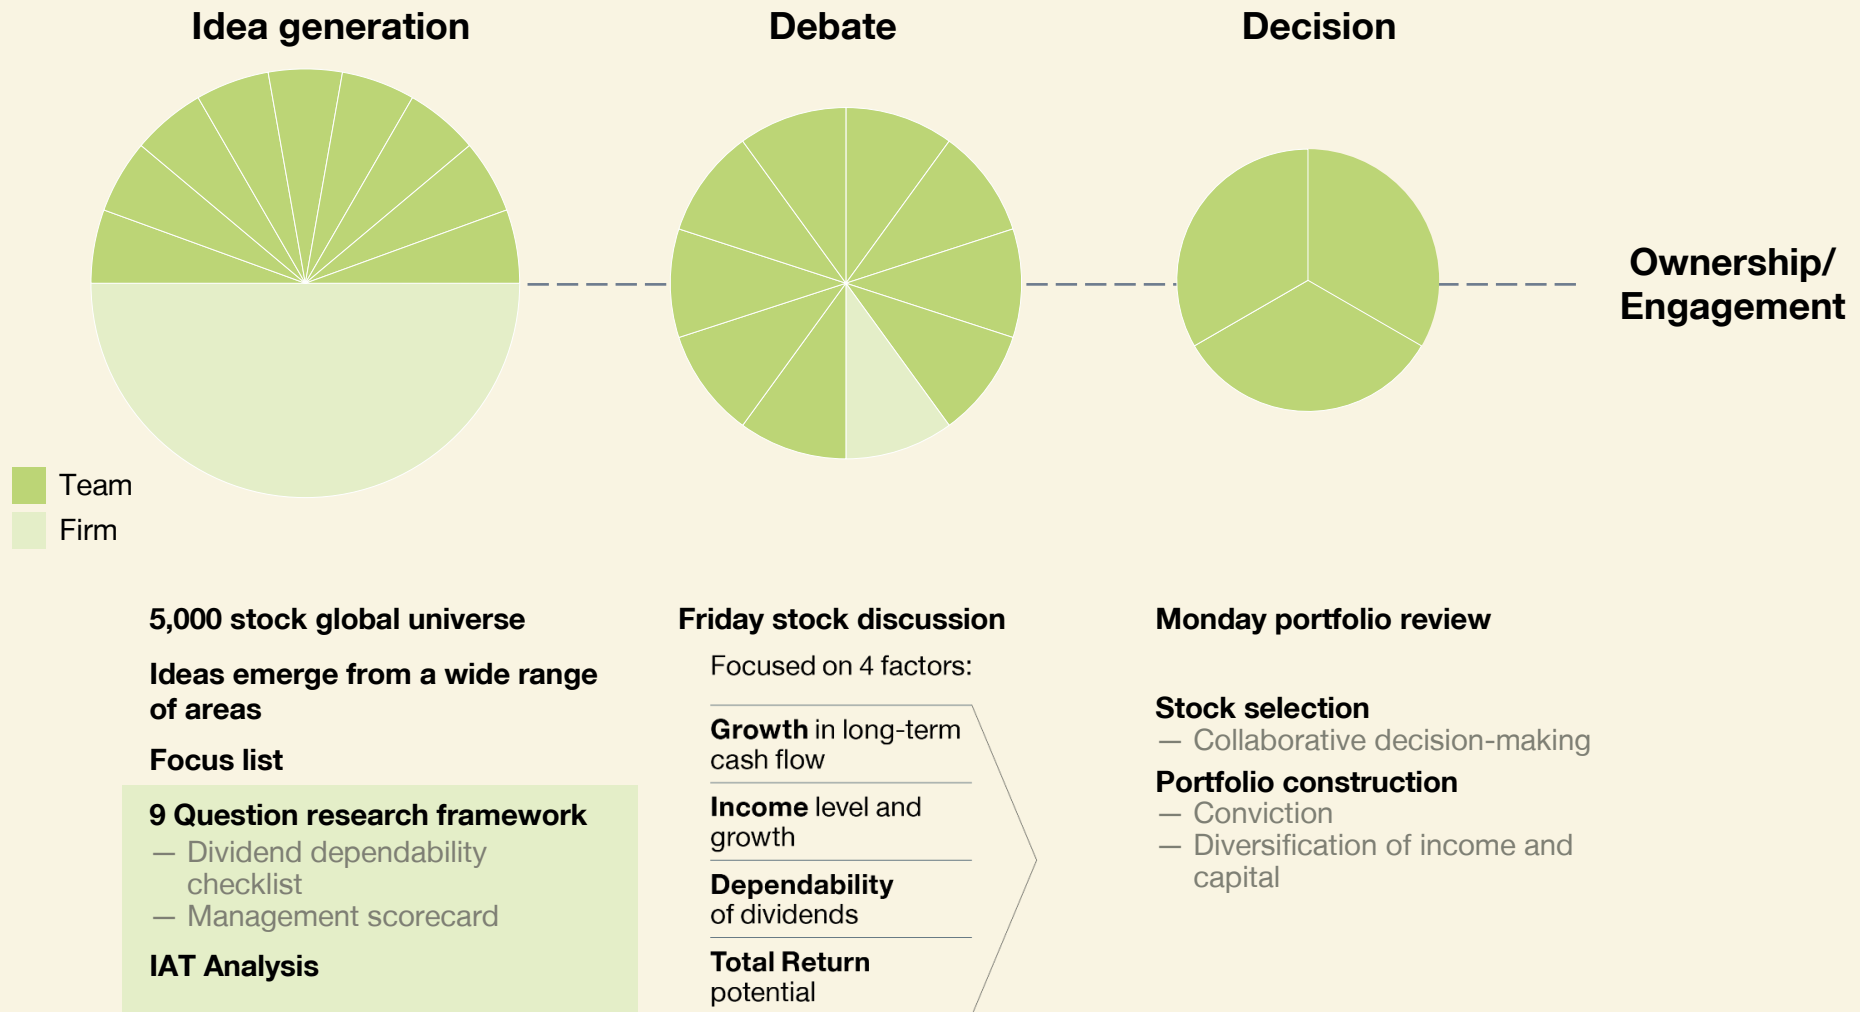 Idea generation
Debate
Decision
Ownership/
Engagement
Team
Firm
5,000 stock global universe
Ideas emerge from a wide range
of areas
Focus list
9 Question research framework
— Dividend dependability
checklist
— Management scorecard
IAT Analysis
Friday stock discussion
Focused on 4 factors:
Growth in long-term
cash flow
Income level and
growth
Dependability
of dividends
Total Return
potential
Monday portfolio review
Stock selection
— Collaborative decision-making
Portfolio construction
— Conviction
— Diversification of income and
capital